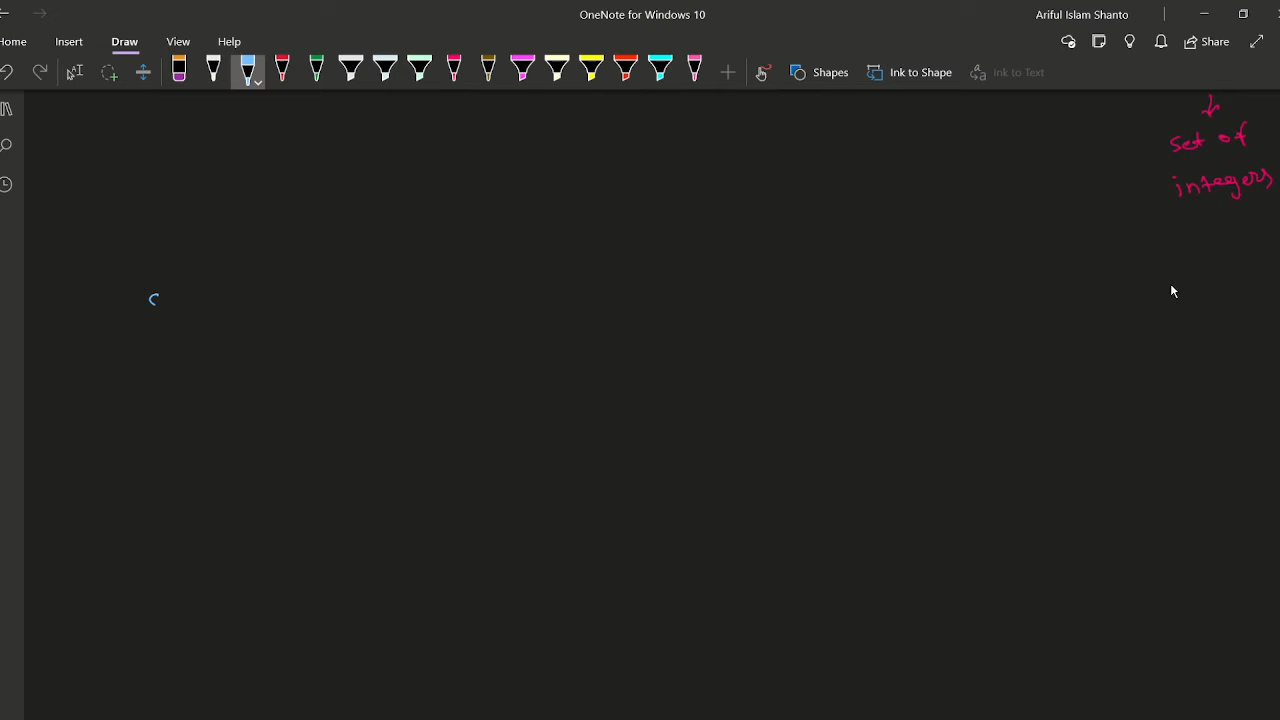 OneNote for Windows 10
Ariful Islam Shanto
Home Insert Draw View Help
Share
Shapes Ink to Shape Ink to Text
set of
integers